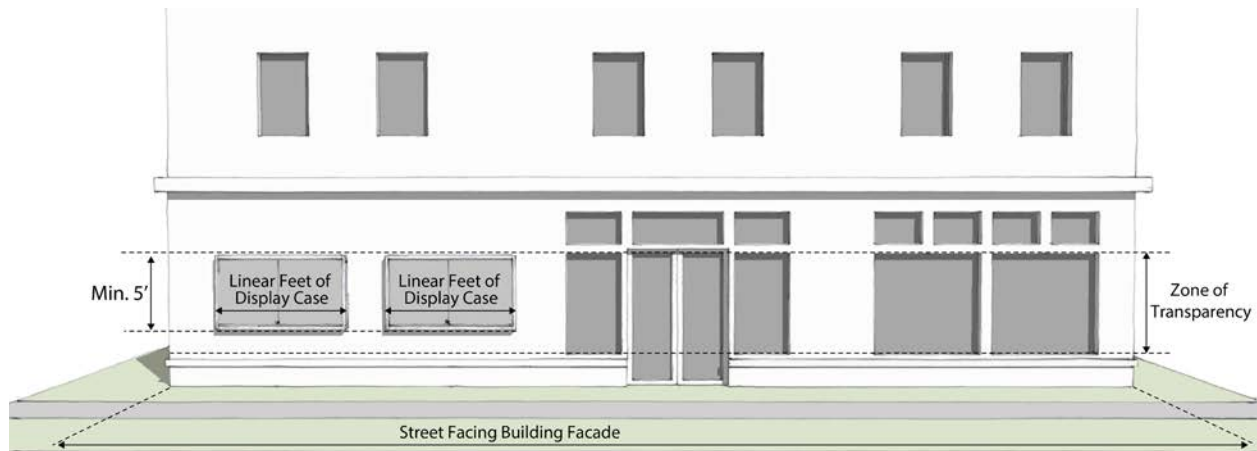 Min. 5'
Linear Feet of
Display Case
Linear Feet of
Display Case
Zone of
Transparency
Street Facing Building Facade